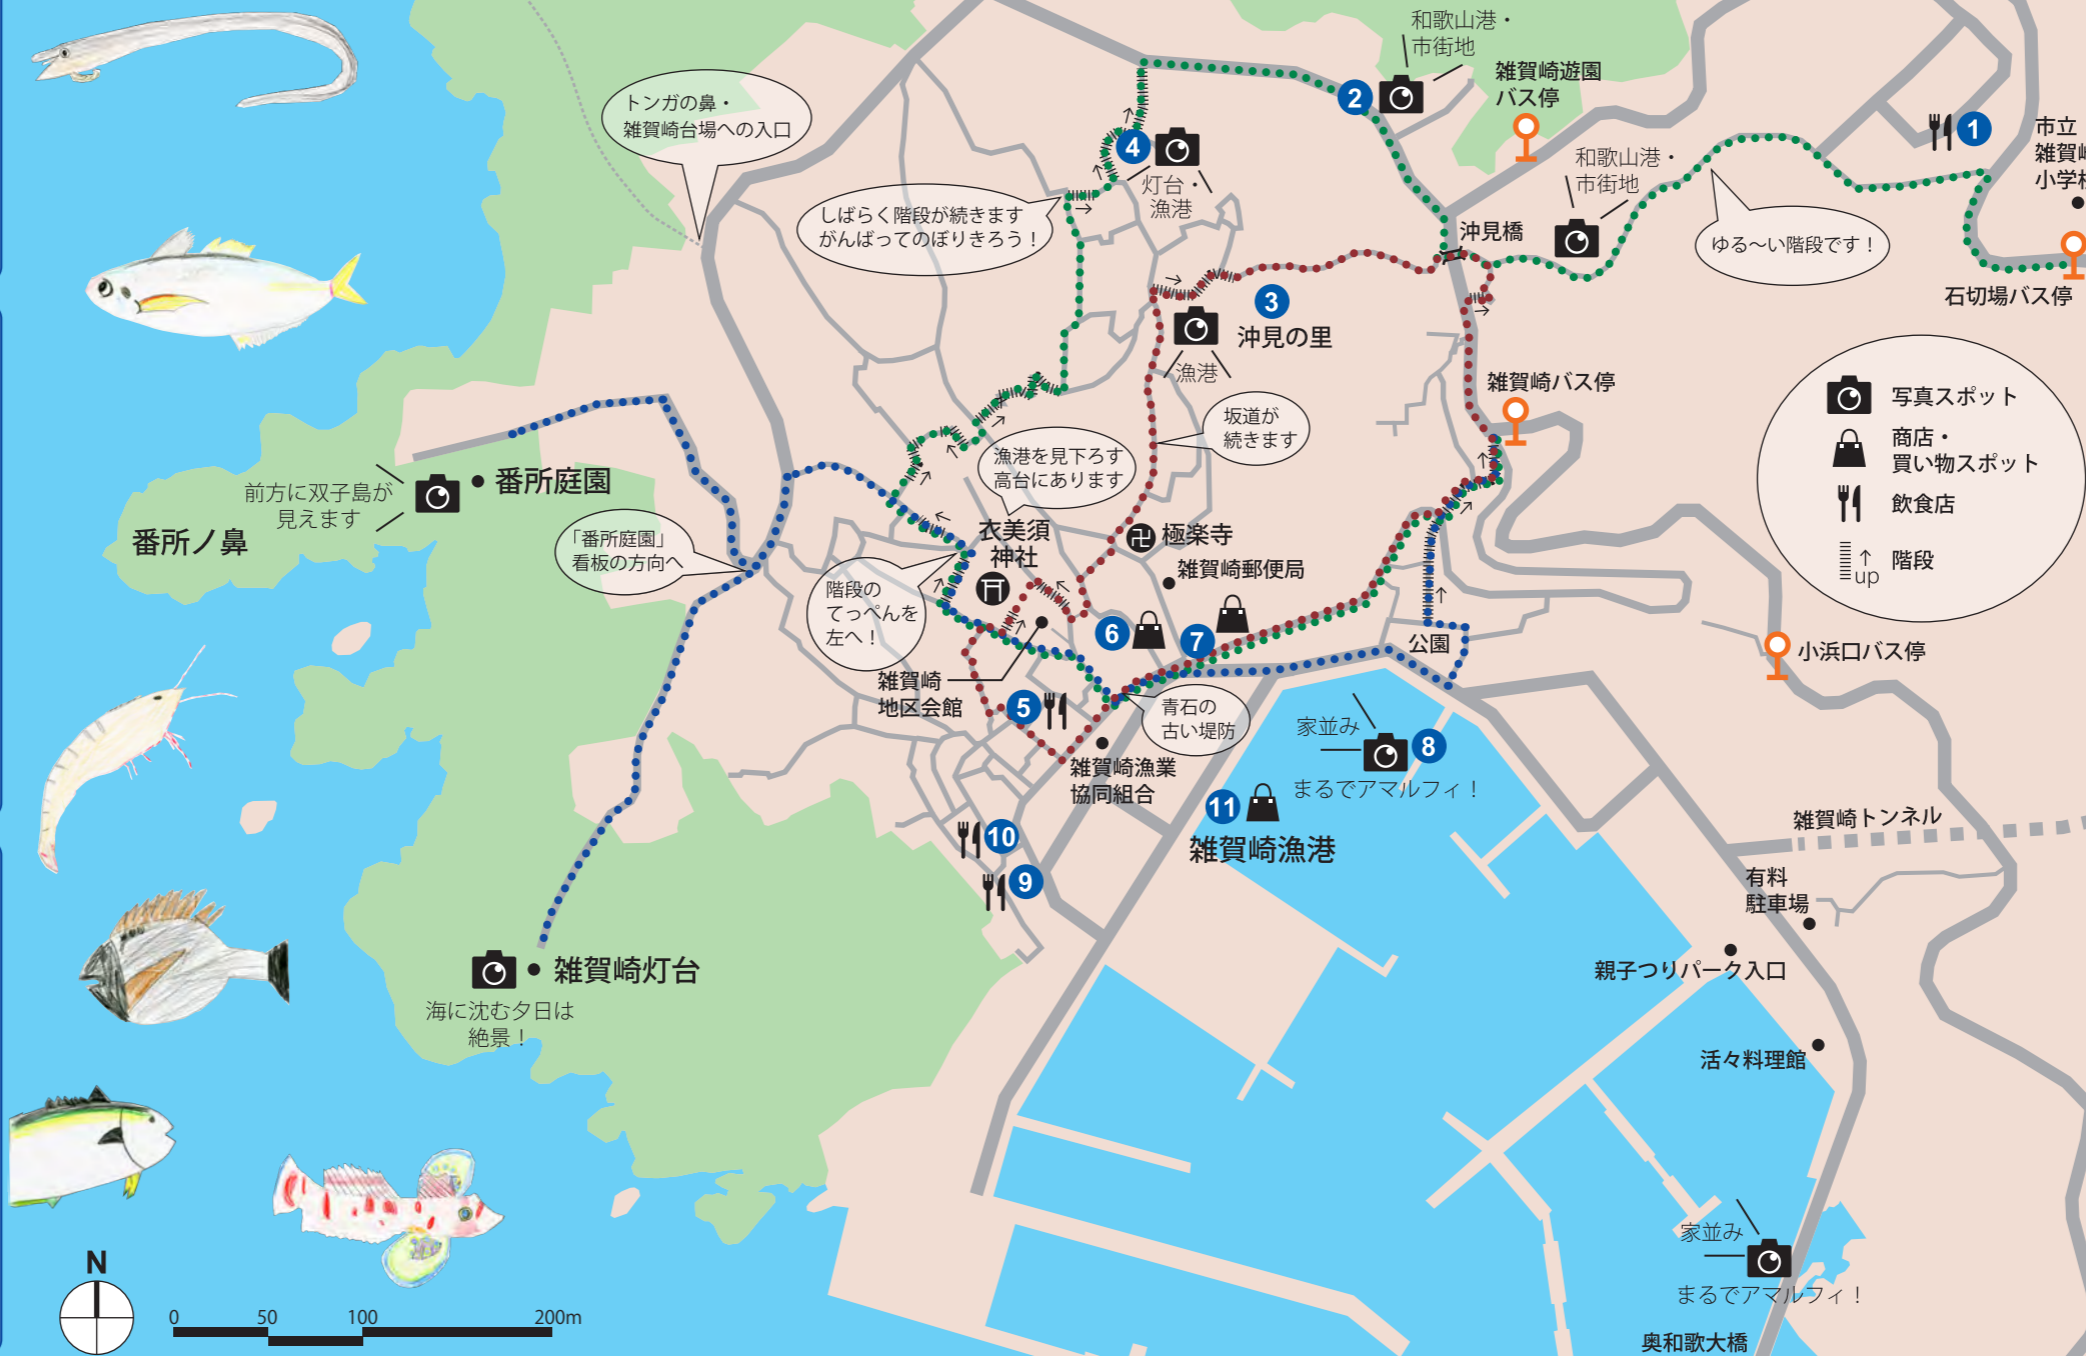 和歌山港・
市街地
雑賀崎遊園
バス停
2
トンガの鼻・
雑賀崎台場への入口
1
市立
雑賀崎
4
灯台・
漁港
和歌山港・
市街地
しばらく階段が続きます
がんばってのぼりきろう！
沖見橋
ゆる〜い階段です！
石切場バス停
3
沖見の里
漁港
雑賀崎バス停
写真スポット
商店・
買い物スポット
飲食店
↑
up
階段
坂道が
続きます
漁港を見下ろす
高台にあります
前方に双子島が
見えます
番所庭園
番所ノ鼻
「番所庭園」
看板の方向へ
衣美須
神社
卍
極楽寺
雑賀崎郵便局
階段の
てっぺんを
左へ！
6
7
公園
小浜口バス停
雑賀崎
地区会館
5
青石の
古い堤防
家並み
8
まるでアマルフィ！
雑賀崎漁業
協同組合
11
雑賀崎漁港
10
9
雑賀崎トンネル
有料
駐車場
親子つりパーク入口
雑賀崎灯台
海に沈む夕日は
絶景！
活々料理館
家並み
まるでアマルフィ！
奥和歌大橋
N
0 50 100 200m